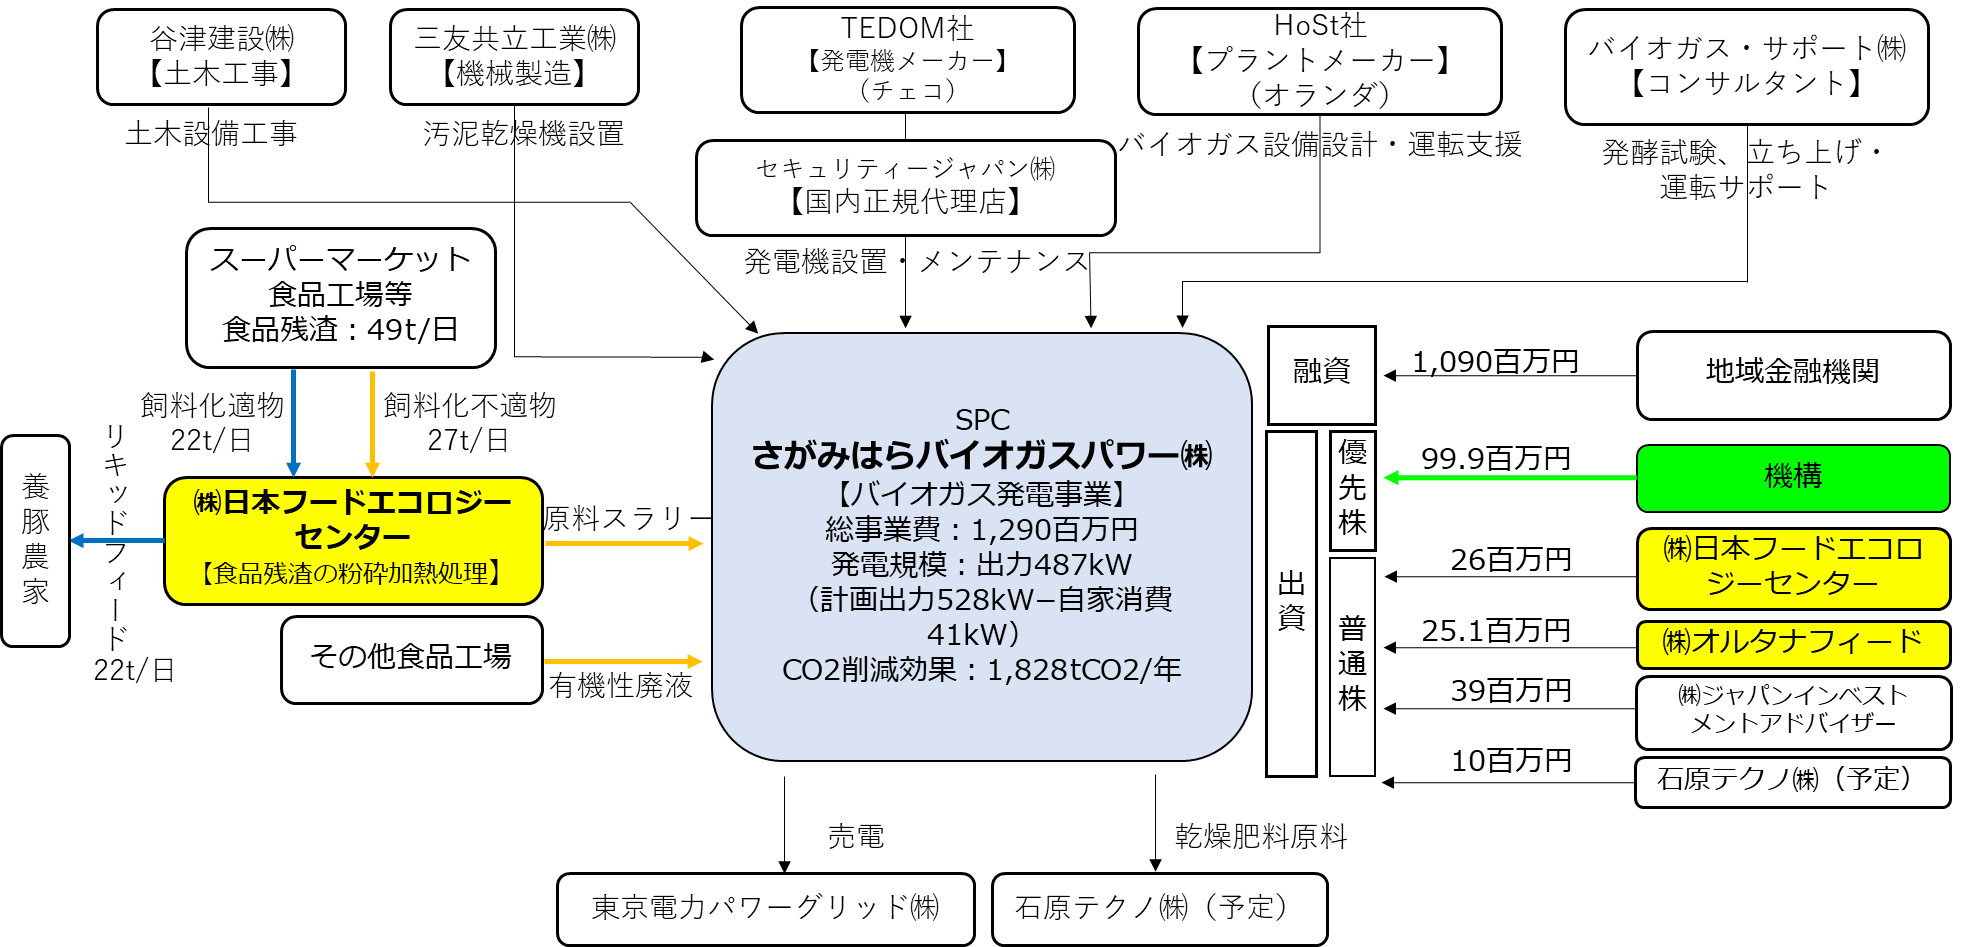 谷津建設㈱
【土木工事】
三友共立工業㈱
【機械製造】
TEDOM社
【発電機メーカー】
（チェコ）
HoSt社
【プラントメーカー】
（オランダ）
バイオガス・サポート㈱
【コンサルタント】
土木設備工事
汚泥乾燥機設置
セキュリティージャパン㈱
【国内正規代理店】
バイオガス設備設計・運転支援
発酵試験、立ち上げ・
運転サポート
発電機設置・メンテナンス
スーパーマーケット
食品工場等
食品残渣：49t/日
飼料化適物
22t/日
飼料化不適物
27t/日
養豚農家
リキッドフィード
22t/日
㈱日本フードエコロジー
センター
【食品残渣の粉砕加熱処理】
原料スラリー
その他食品工場
有機性廃液
SPC
さがみはらバイオガスパワー㈱
【バイオガス発電事業】
総事業費：1,290百万円
発電規模：出力487kW
（計画出力528kW−自家消費
41kW）
CO2削減効果：1,828tCO2/年
融資
出資
優先株
普通株
1,090百万円
地域金融機関
99.9百万円
機構
26百万円
㈱日本フードエコロ
ジーセンター
25.1百万円
㈱オルタナフィード
39百万円
㈱ジャパンインベスト
メントアドバイザー
10百万円
石原テクノ㈱（予定）
売電
乾燥肥料原料
東京電力パワーグリッド㈱
石原テクノ㈱（予定）